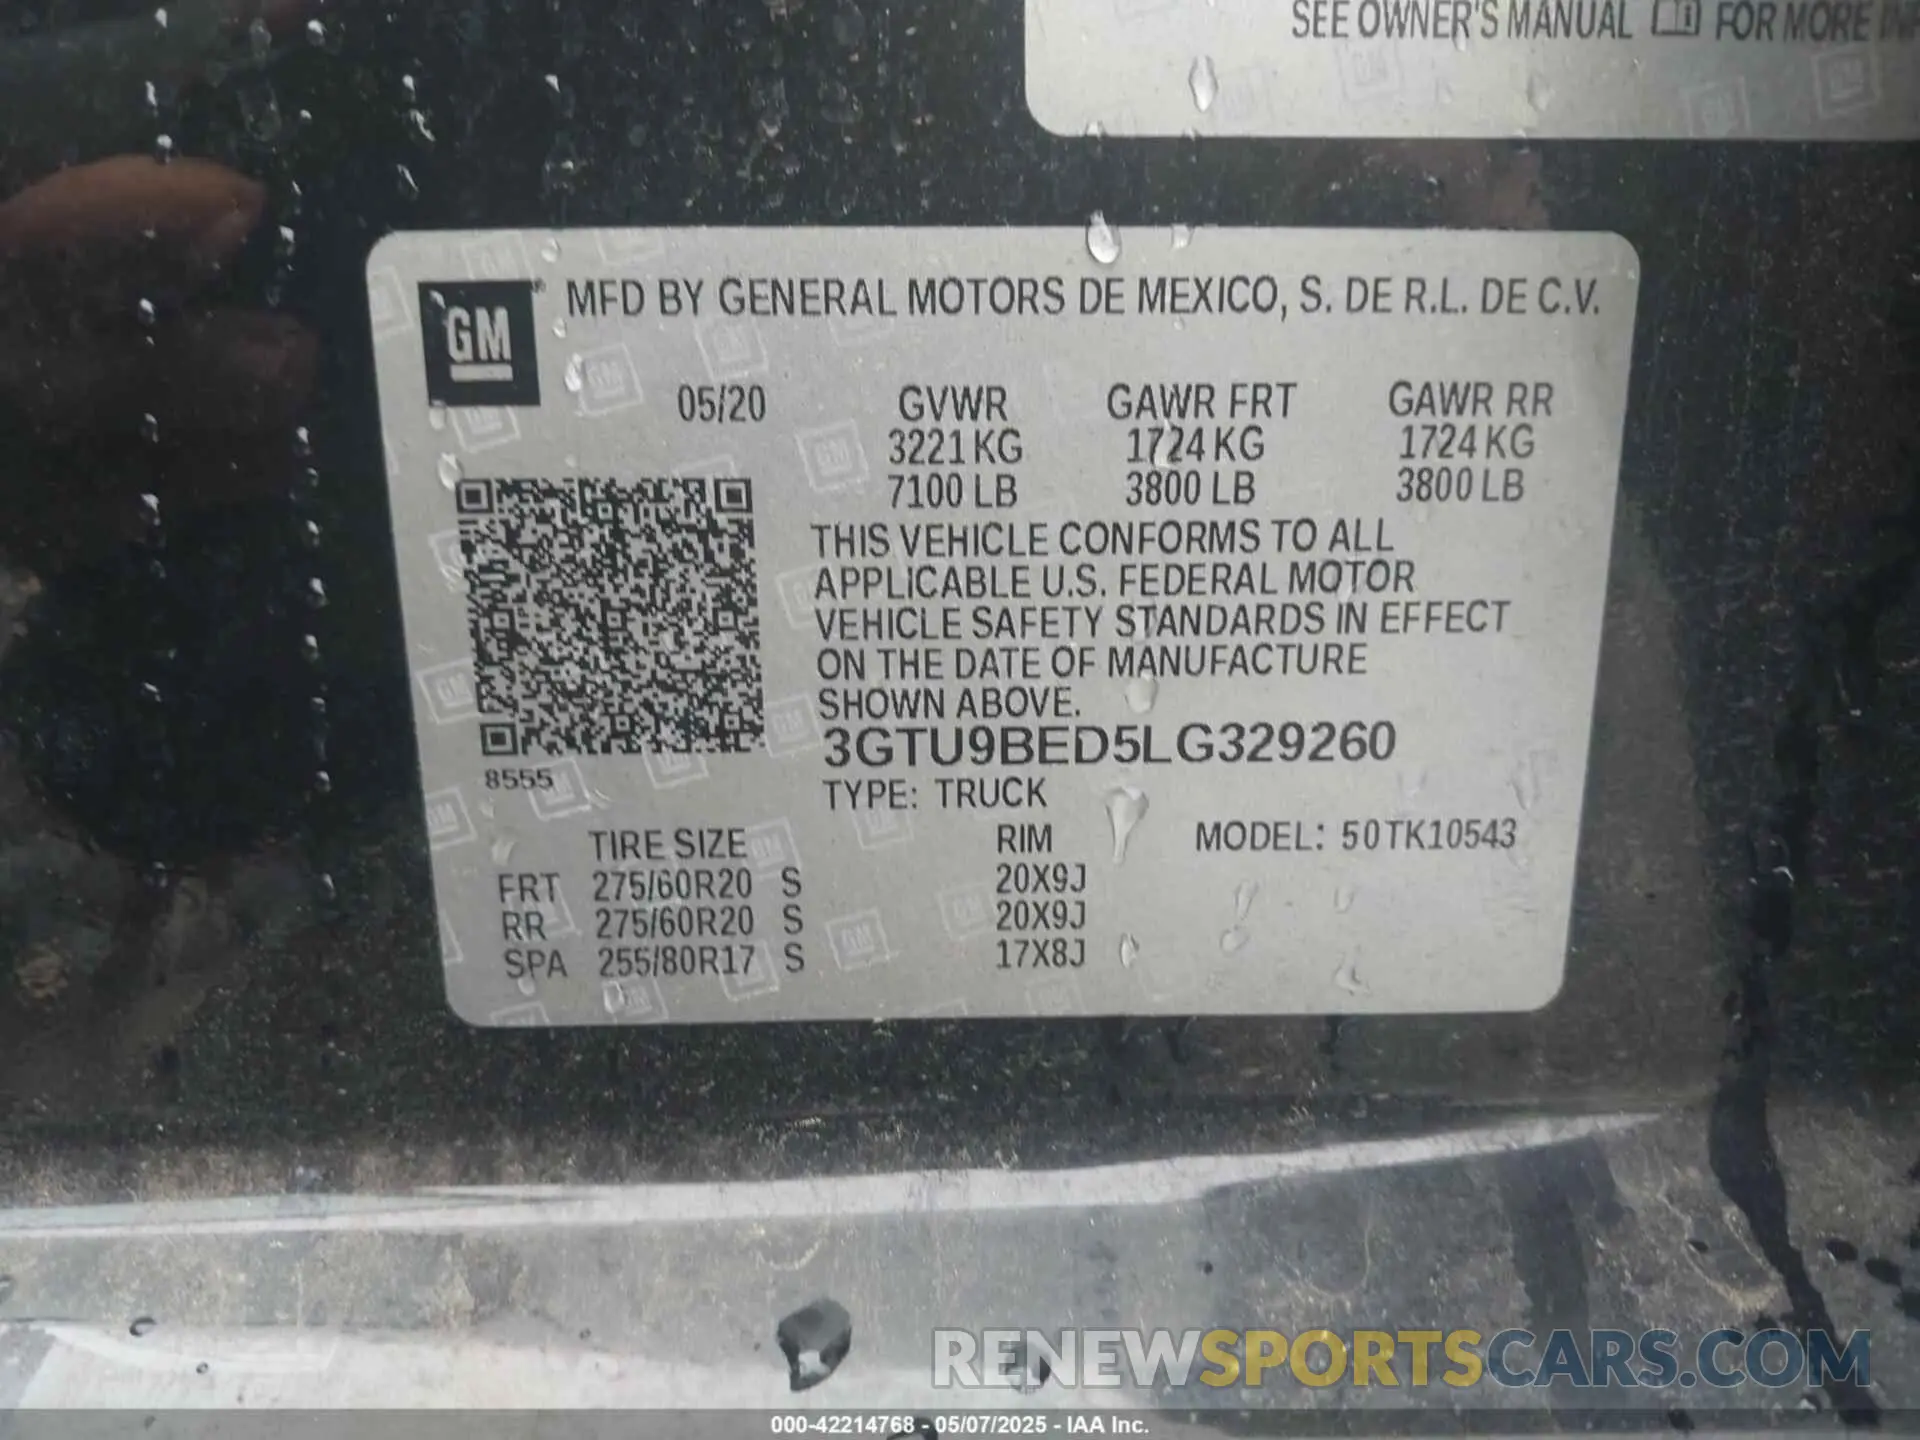 SEE OWNER'S MANUAL FOR MORE
GM
MFD BY GENERAL MOTORS DE MEXICO, S. DE R.L. DE C.V.
05/20 GVWR GAWR FRT GAWR RR
3221 KG 1724 KG 1724 KG
7100 LB 3800 LB 3800 LB
THIS VEHICLE CONFORMS TO ALL
APPLICABLE U.S. FEDERAL MOTOR
VEHICLE SAFETY STANDARDS IN EFFECT
ON THE DATE OF MANUFACTURE
SHOWN ABOVE.
3GTU9BED5LG329260
8555
TYPE: TRUCK
TIRE SIZE RIM MODEL: 50TK10543
FRT 275/60R20 S 20X9J
RR 275/60R20 S 20X9J
SPA 255/80R17 S 17X8J
RENEWSPORTSCARS.COM
000-42214768 - 05/07/2025 - IAA Inc.